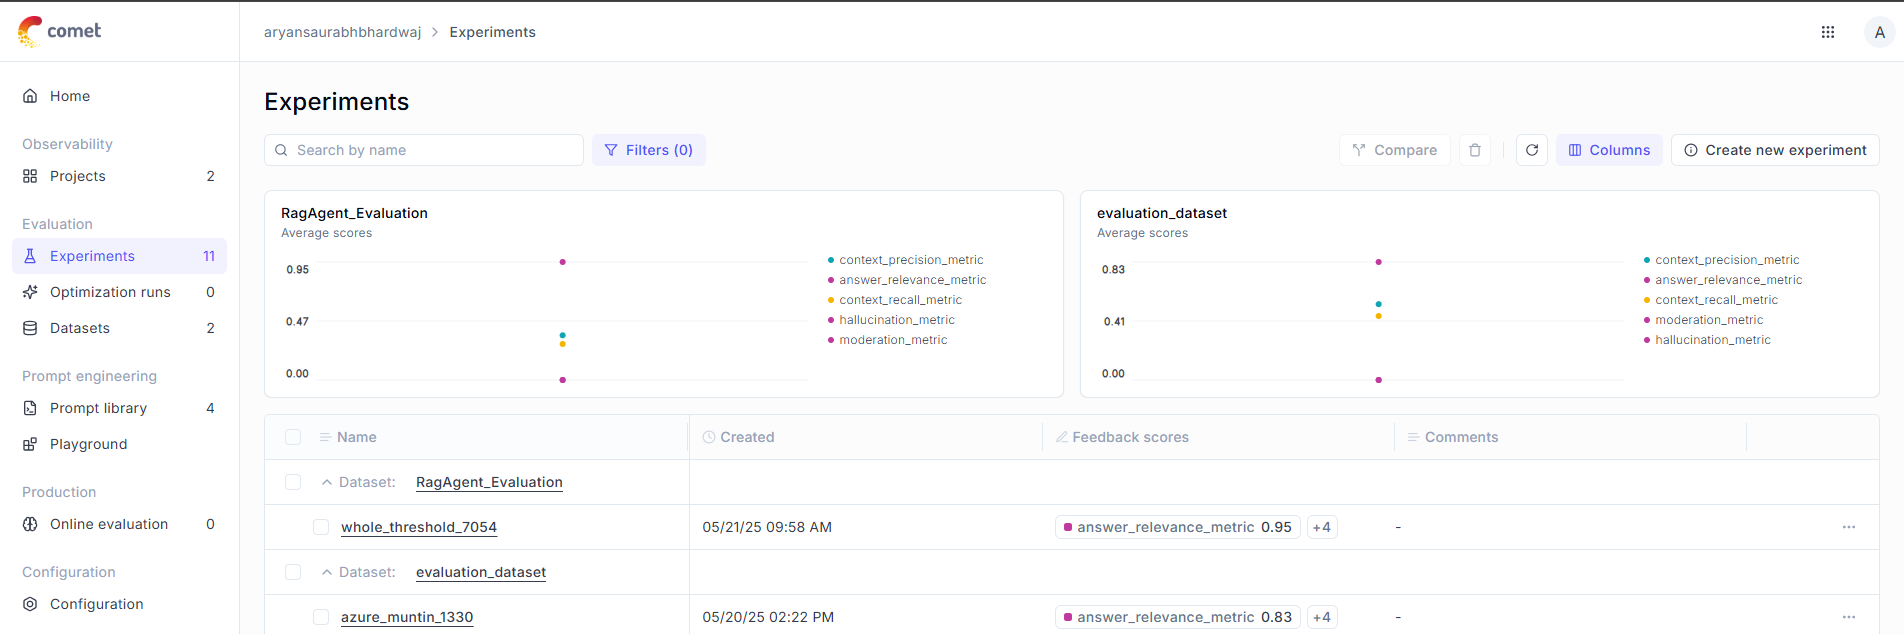 comet
aryansaurabhbhardwaj > Experiments
A
Home
Observability
Projects 2
Evaluation
Experiments 11
Optimization runs 0
Datasets 2
Prompt engineering
Prompt library 4
Playground
Production
Online evaluation 0
Configuration
Configuration
Experiments
Search by name
Filters (0)
Compare
Columns
Create new experiment
RagAgent_Evaluation
Average scores
0.95
0.47
0.00
context_precision_metric
answer_relevance_metric
context_recall_metric
hallucination_metric
moderation_metric
evaluation_dataset
Average scores
0.83
0.41
0.00
context_precision_metric
answer_relevance_metric
context_recall_metric
moderation_metric
hallucination_metric
Name Created Feedback scores Comments
Dataset: RagAgent_Evaluation
whole_threshold_7054 05/21/25 09:58 AM answer_relevance_metric 0.95 +4 - ...
Dataset: evaluation_dataset
azure_muntin_1330 05/20/25 02:22 PM answer_relevance_metric 0.83 +4 - ...